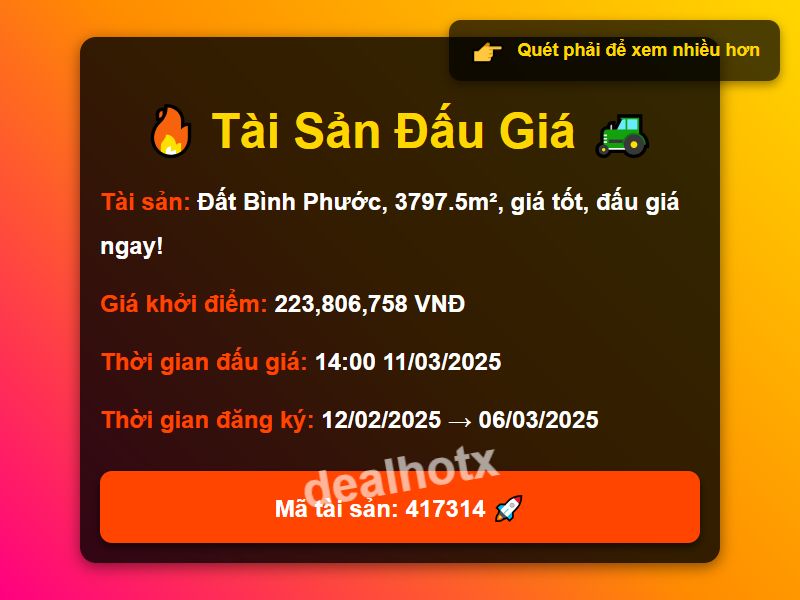 👉 Quét phải để xem nhiều hơn
🔥 Tài Sản Đấu Giá 🚜
Tài sản: Đất Bình Phước, 3797.5m², giá tốt, đấu giá
ngay!
Giá khởi điểm: 223,806,758 VNĐ
Thời gian đấu giá: 14:00 11/03/2025
Thời gian đăng ký: 12/02/2025 → 06/03/2025
dealhotx
Mã tài sản: 417314 🚀